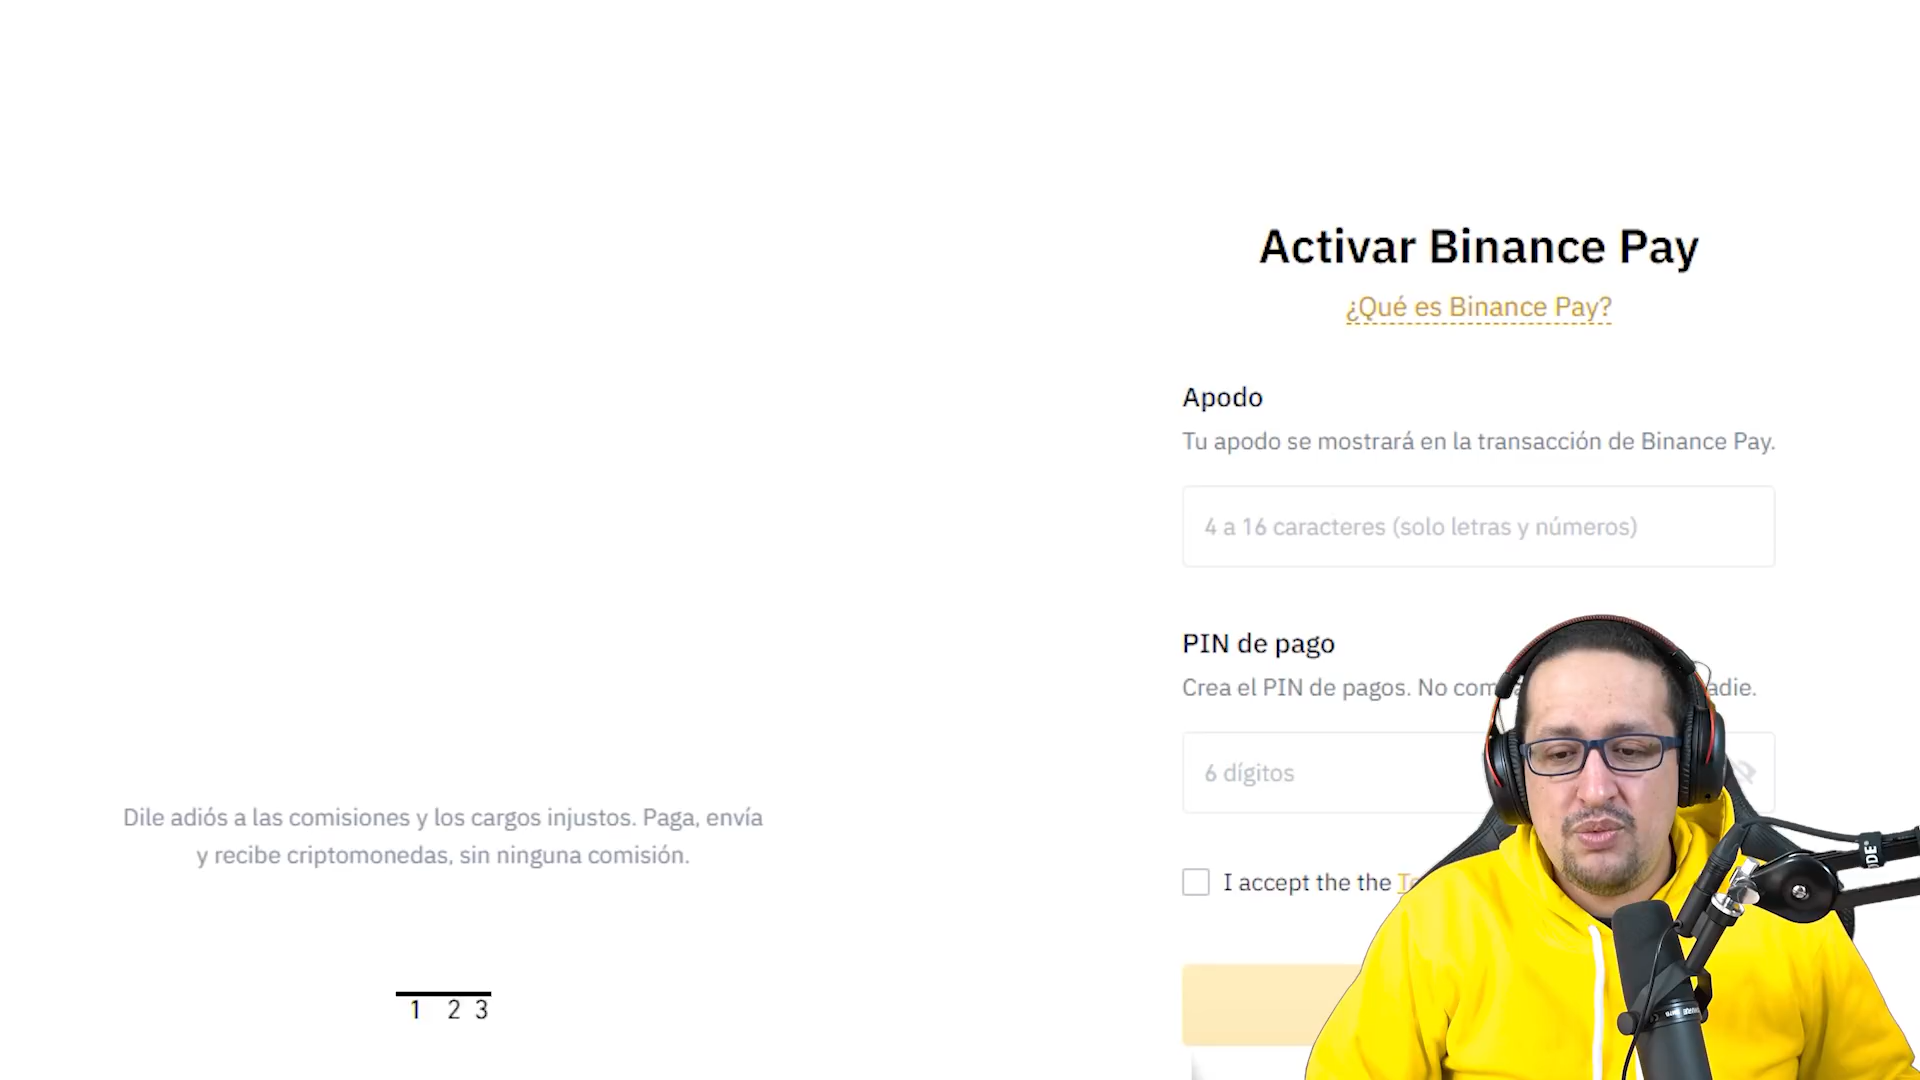 Activar Binance Pay
¿Qué es Binance Pay?
Apodo
Tu apodo se mostrará en la transacción de Binance Pay.
4 a 16 caracteres (solo letras y números)
PIN de pago
Crea el PIN de pagos. No
6 dígitos
I accept the the
Dile adiós a las comisiones y los cargos injustos. Paga, envía
y recibe criptomonedas, sin ninguna comisión.
1 2 3